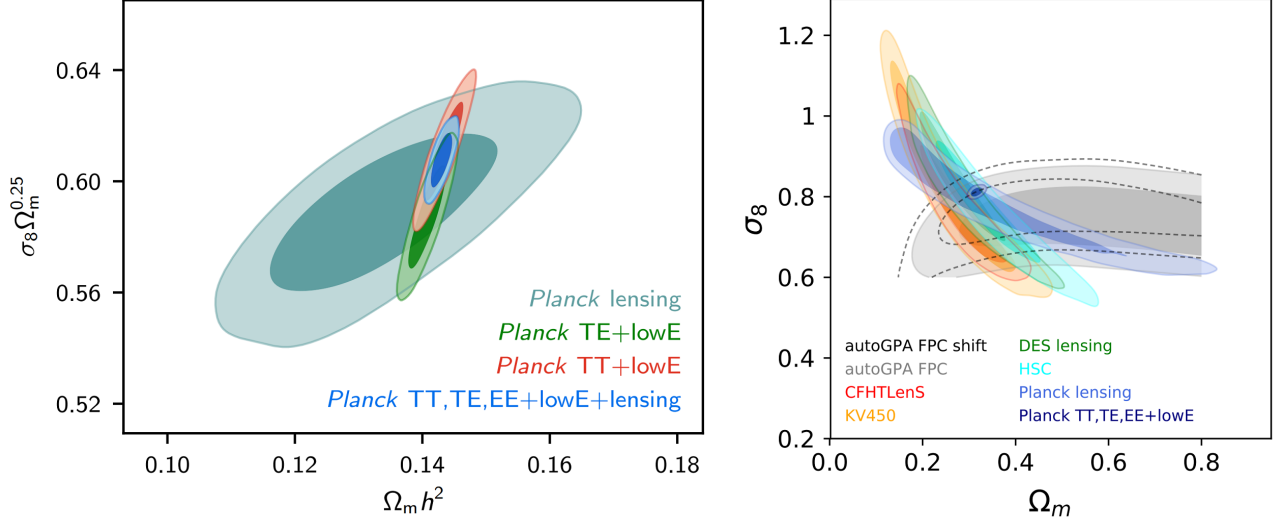 0.64
0.60
0.56
0.52
σ₈Ωₘ^0.25
Planck lensing
Planck TE+lowE
Planck TT+lowE
Planck TT,TE,EE+lowE+lensing
0.10 0.12 0.14 0.16 0.18
Ωₘh²
1.2
1
0.8
0.6
0.4
0.2
σ₈
autoGPA FPC shift
autoGPA FPC
CFHTLenS
KV450
DES lensing
HSC
Planck lensing
Planck TT,TE,EE+lowE
0.0 0.2 0.4 0.6 0.8
Ωₘ